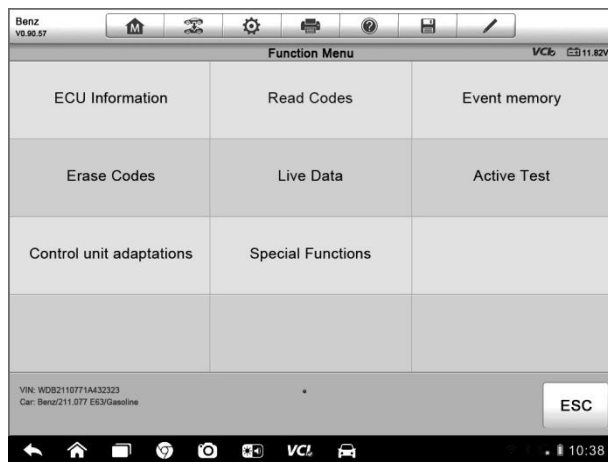 Benz
V0.90.57
M
Function Menu
VCI
11.82V
ECU Information
Read Codes
Event memory
Erase Codes
Live Data
Active Test
Control unit adaptations
Special Functions
VIN: WDB2110771A432323
Car: Benz/211.077 E63/Gasoline
ESC
VCI
10:38